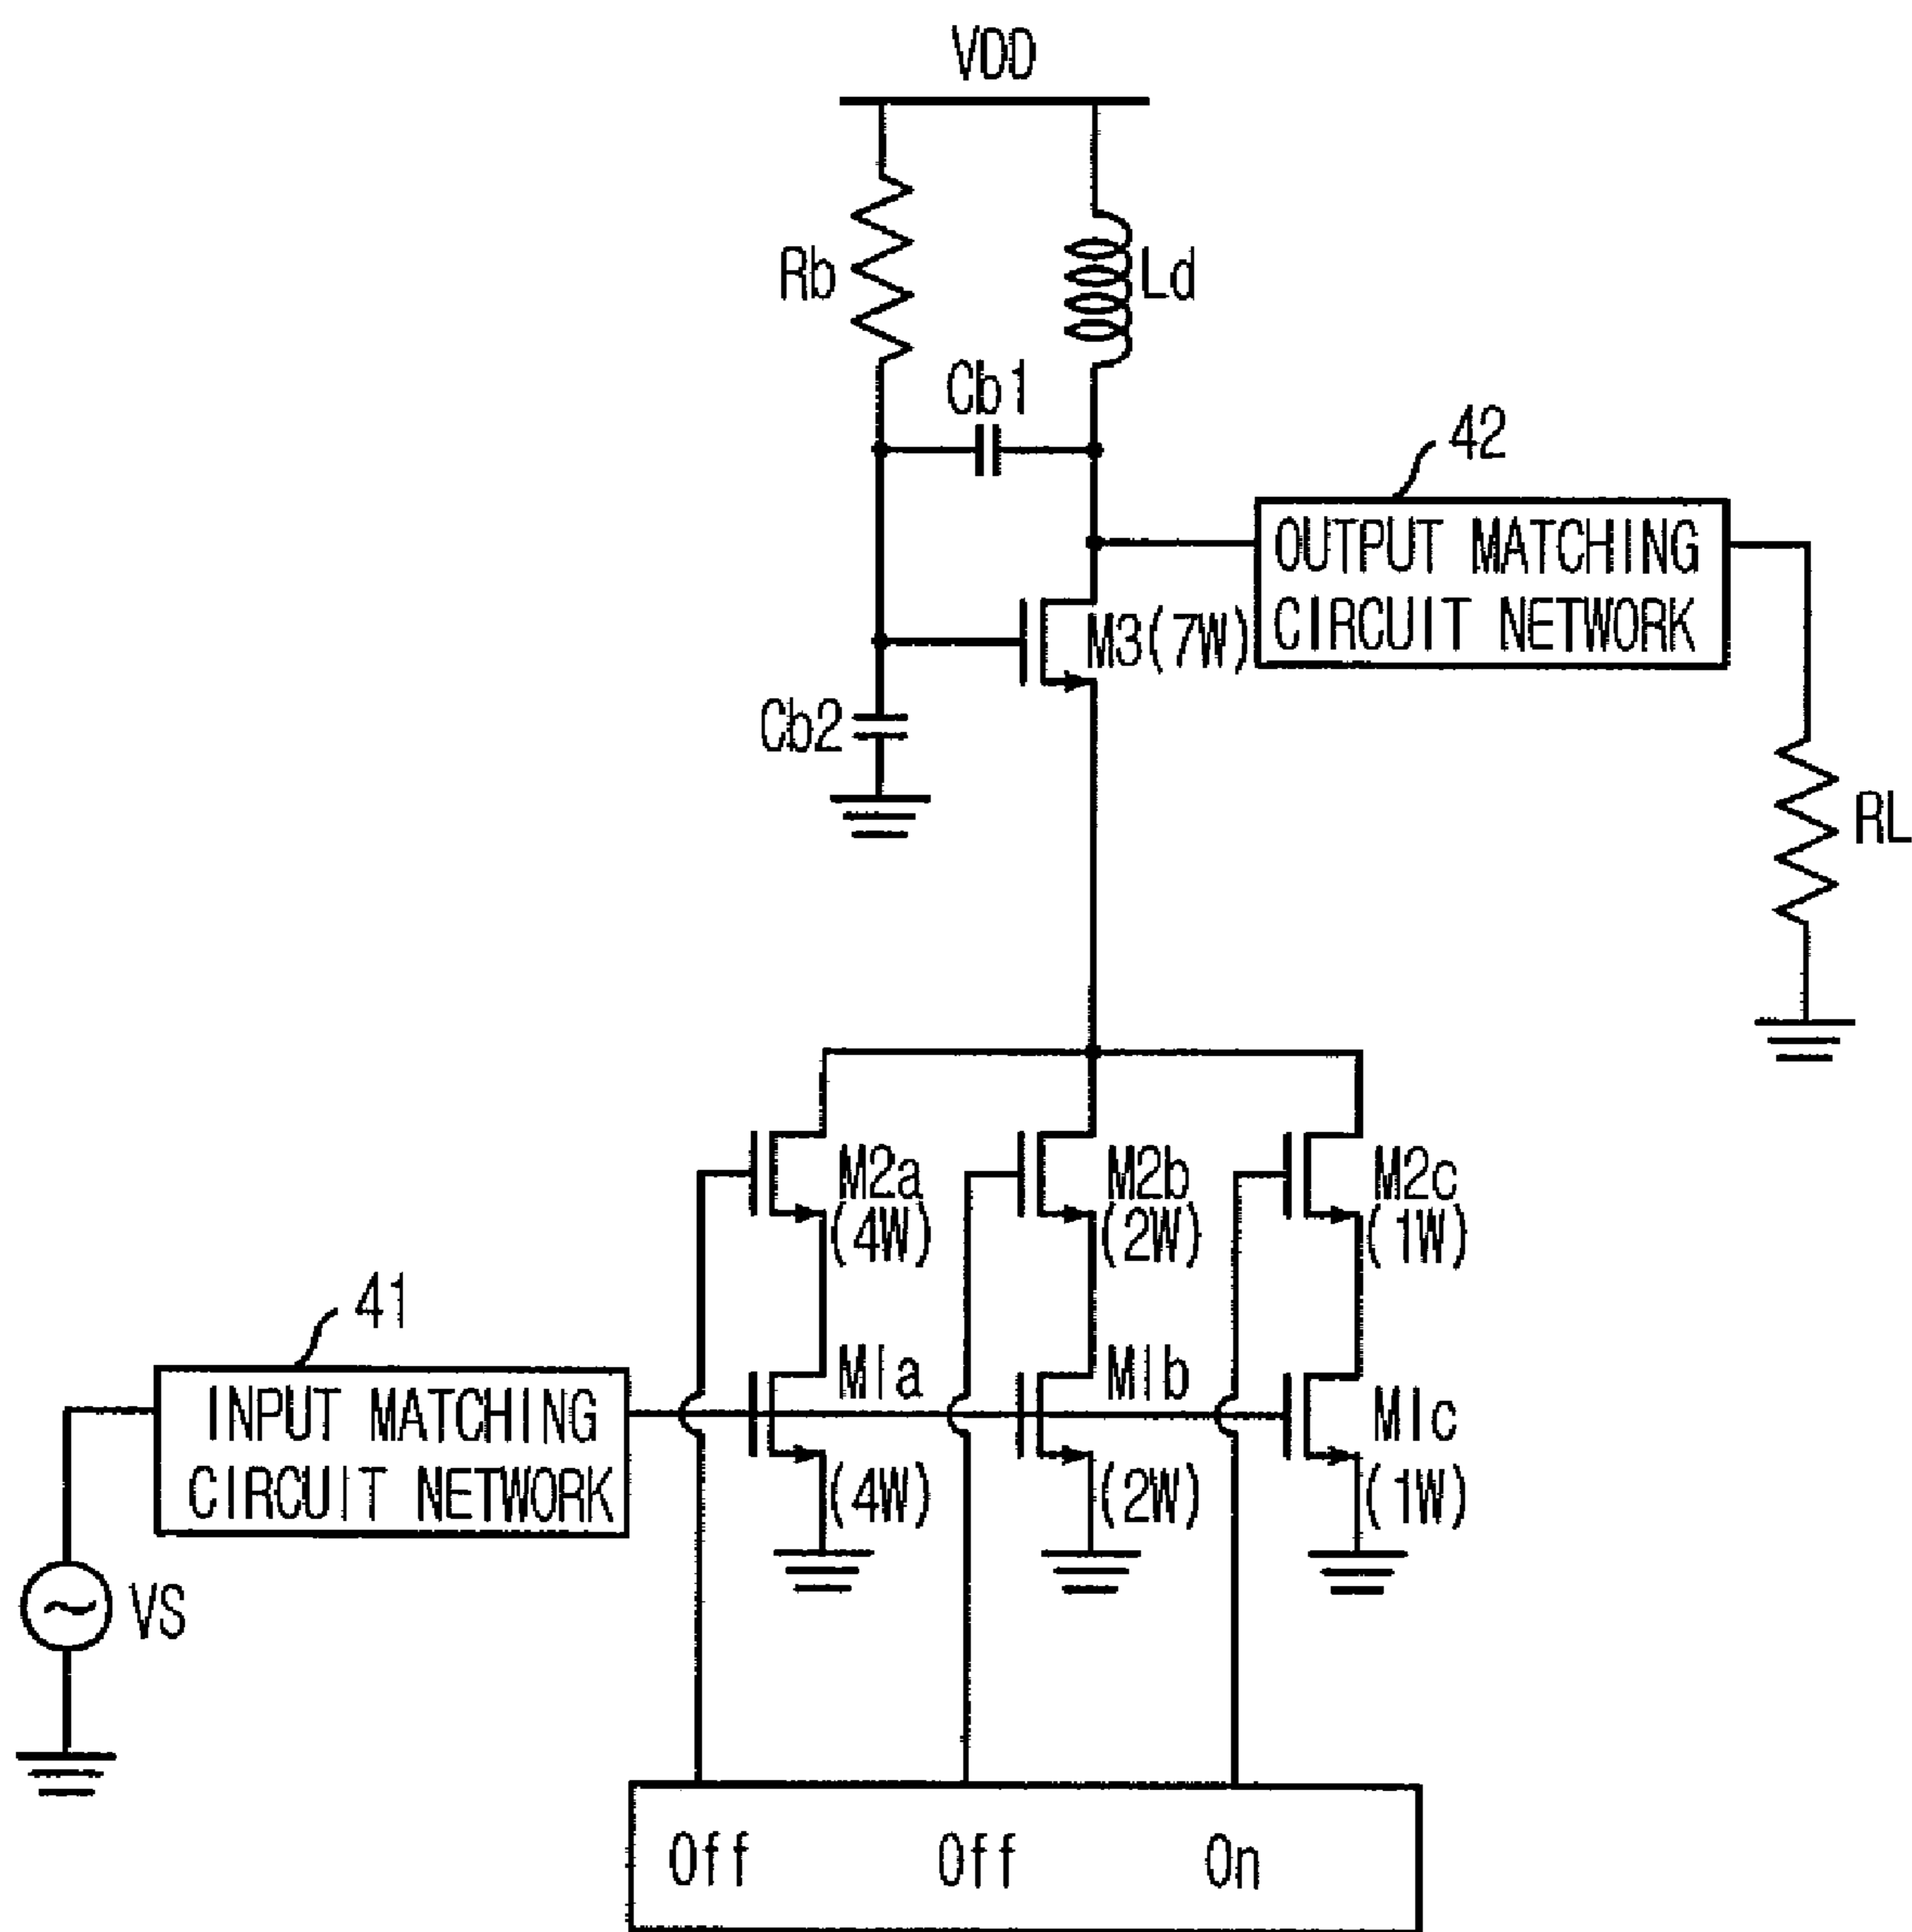 VDD
Rb
Ld
Cb1
42
OUTPUT MATCHING
CIRCUIT NETWORK
M3(7W)
Cb2
RL
M2a
(4W)
M2b
(2W)
M2c
(1W)
41
INPUT MATCHING
CIRCUIT NETWORK
M1a
(4W)
M1b
(2W)
M1c
(1W)
VS
Off
Off
On